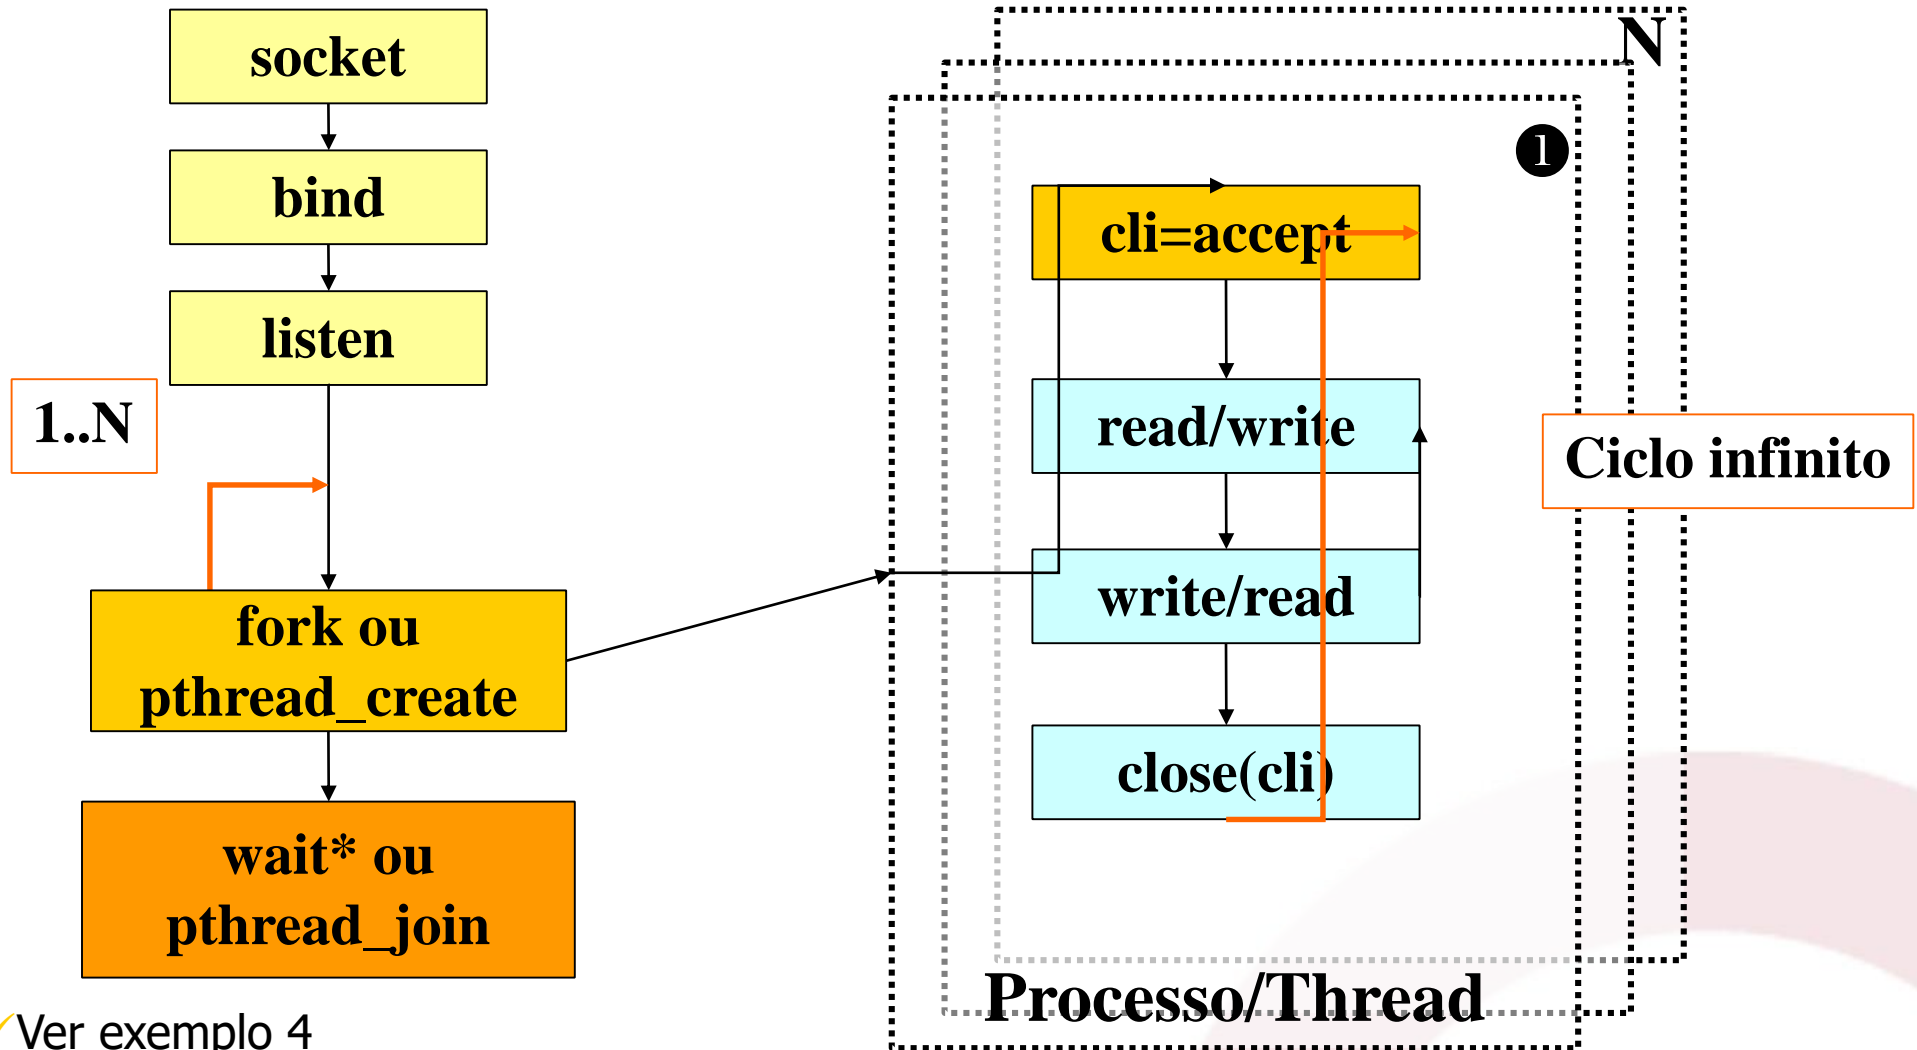 socket
bind
listen
1..N
fork ou
pthread_create
wait* ou
pthread_join
Ver exemplo 4
N
1
cli=accept
read/write
write/read
close(cli)
Ciclo infinito
Processo/Thread